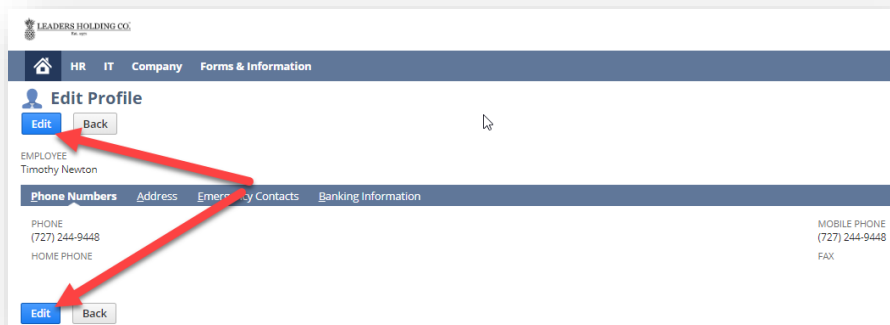 LEADERS HOLDING CO.
HR IT Company Forms & Information
Edit Profile
Edit Back
EMPLOYEE
Timothy Newton
Phone Numbers Address Emergency Contacts Banking Information
PHONE MOBILE PHONE
(727) 244-9448 (727) 244-9448
HOME PHONE FAX
Edit Back